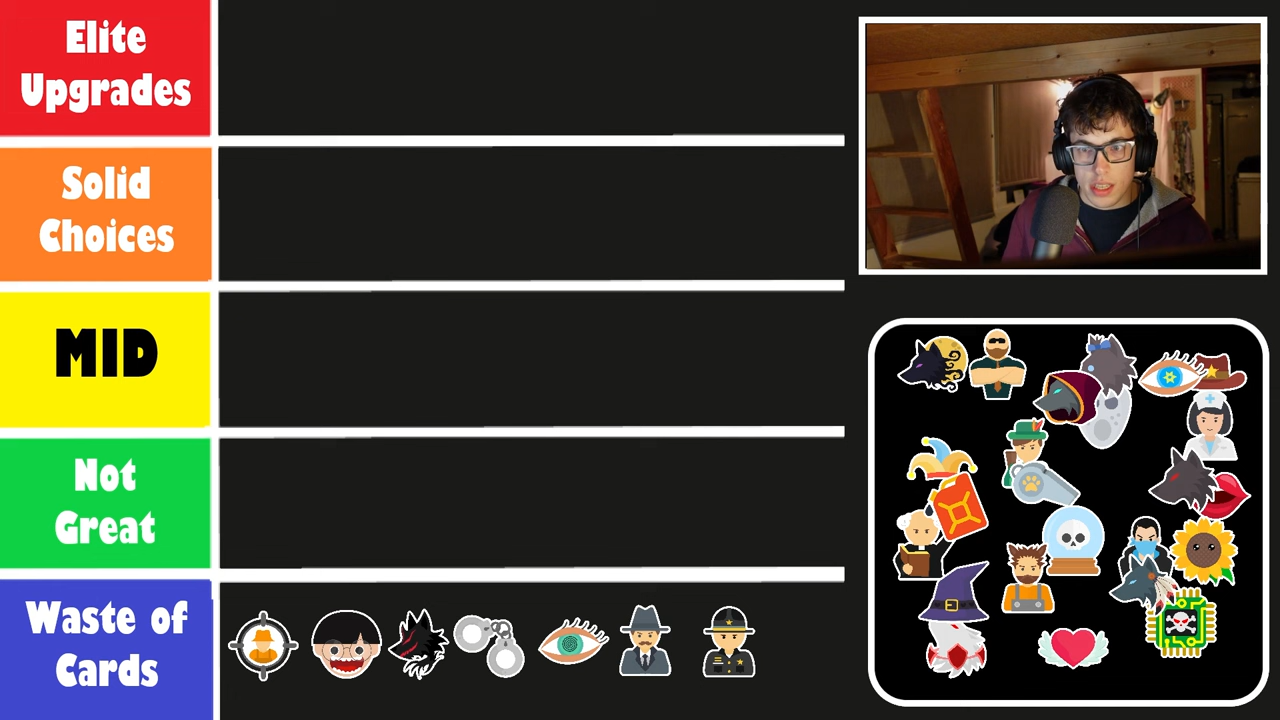 Elite
Upgrades
Solid
Choices
MID
Not
Great
Waste of
Cards